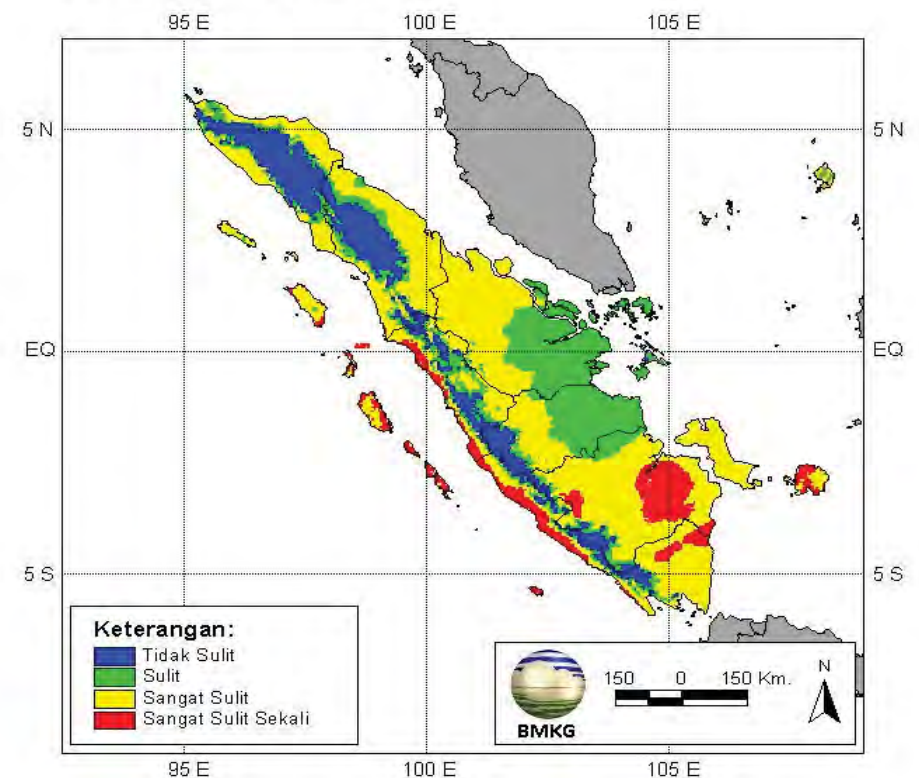 95 E 100 E 105 E
5 N 5 N
EQ EQ
5 S 5 S
Keterangan:
Tidak Sulit
Sulit
Sangat Sulit
Sangat Sulit Sekali
150 0 150 Km.
N
BMKG
95 E 100 E 105 E